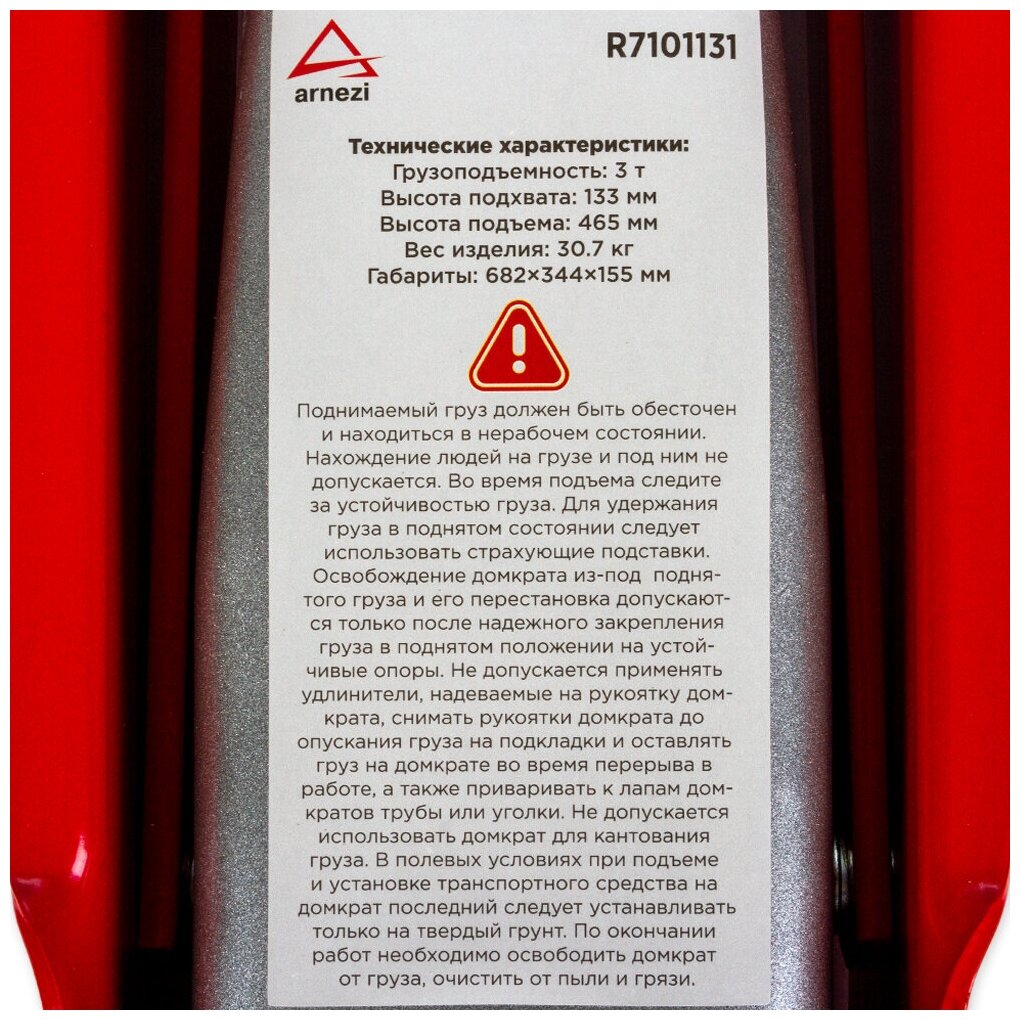 arnezi
R7101131
Технические характеристики:
Грузоподъемность: 3 т
Высота подхвата: 133 мм
Высота подъема: 465 мм
Вес изделия: 30.7 кг
Габариты: 682×344×155 мм
Поднимаемый груз должен быть обесточен
и находиться в нерабочем состоянии.
Нахождение людей на грузе и под ним не
допускается. Во время подъема следите
за устойчивостью груза. Для удержания
груза в поднятом состоянии следует
использовать страхующие подставки.
Освобождение домкрата из-под  подня-
того груза и его перестановка допускают-
ся только после надежного закрепления
груза в поднятом положении на устой-
чивые опоры. Не допускается применять
удлинители, надеваемые на рукоятку дом-
крата, снимать рукоятки домкрата до
опускания груза на подкладки и оставлять
груз на домкрате во время перерыва в
работе, а также приваривать к лапам дом-
кратов трубы или уголки. Не допускается
использовать домкрат для кантования
груза. В полевых условиях при подъеме
и установке транспортного средства на
домкрат последний следует устанавливать
только на твердый грунт. По окончании
работ необходимо освободить домкрат
от груза, очистить от пыли и грязи.